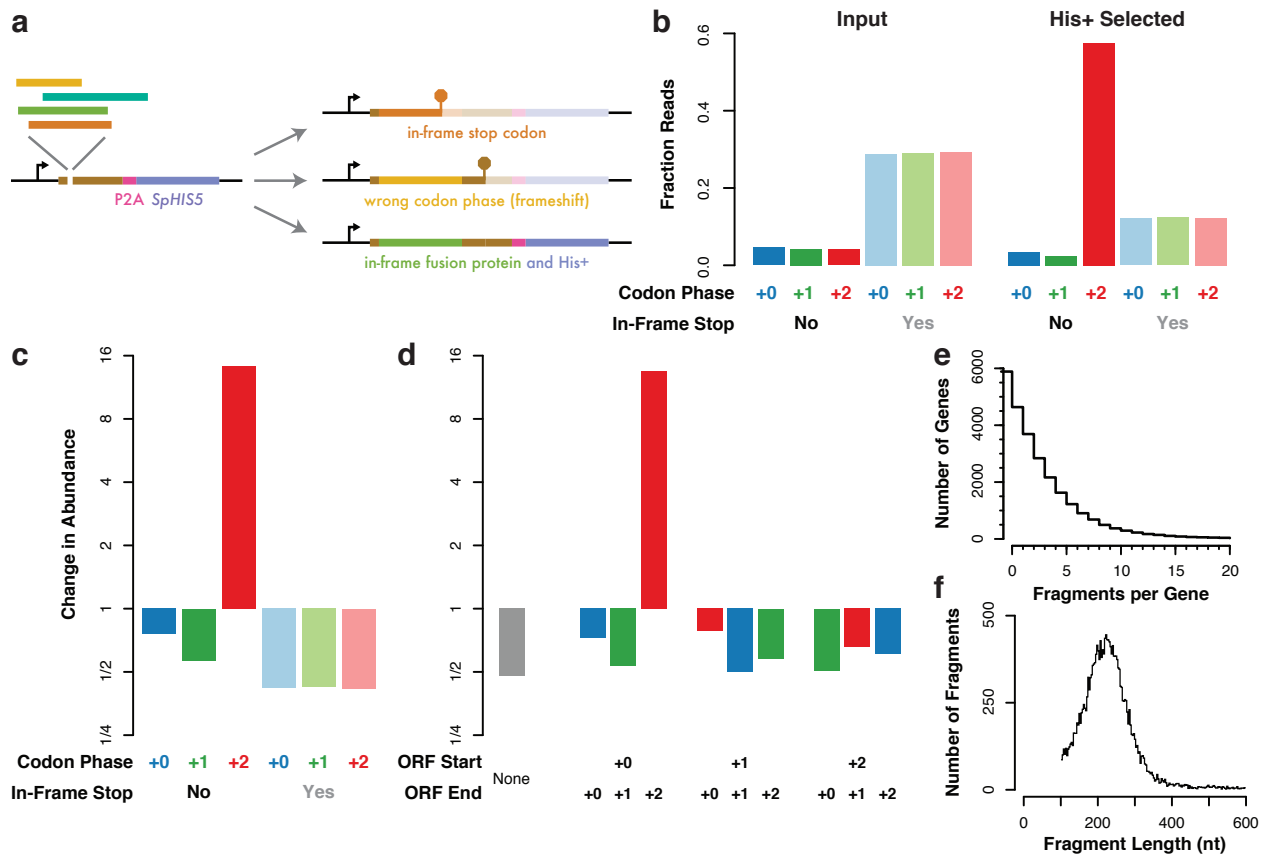 a
P2A SpHIS5
in-frame stop codon
wrong codon phase (frameshift)
in-frame fusion protein and His+
b
Input
His+ Selected
Fraction Reads
0.0 0.2 0.4 0.6
Codon Phase +0 +1 +2 +0 +1 +2 +0 +1 +2 +0 +1 +2
In-Frame Stop No Yes No Yes
c
Change in Abundance
16
8
4
2
1
1/2
1/4
Codon Phase +0 +1 +2 +0 +1 +2
In-Frame Stop No Yes
d
16
8
4
2
1
1/2
1/4
ORF Start None +0 +1 +2
ORF End +0 +1 +2 +0 +1 +2 +0 +1 +2
e
Number of Genes
0 2000 4000 6000
0 5 10 15 20
Fragments per Gene
f
Number of Fragments
0 250 500
0 200 400 600
Fragment Length (nt)